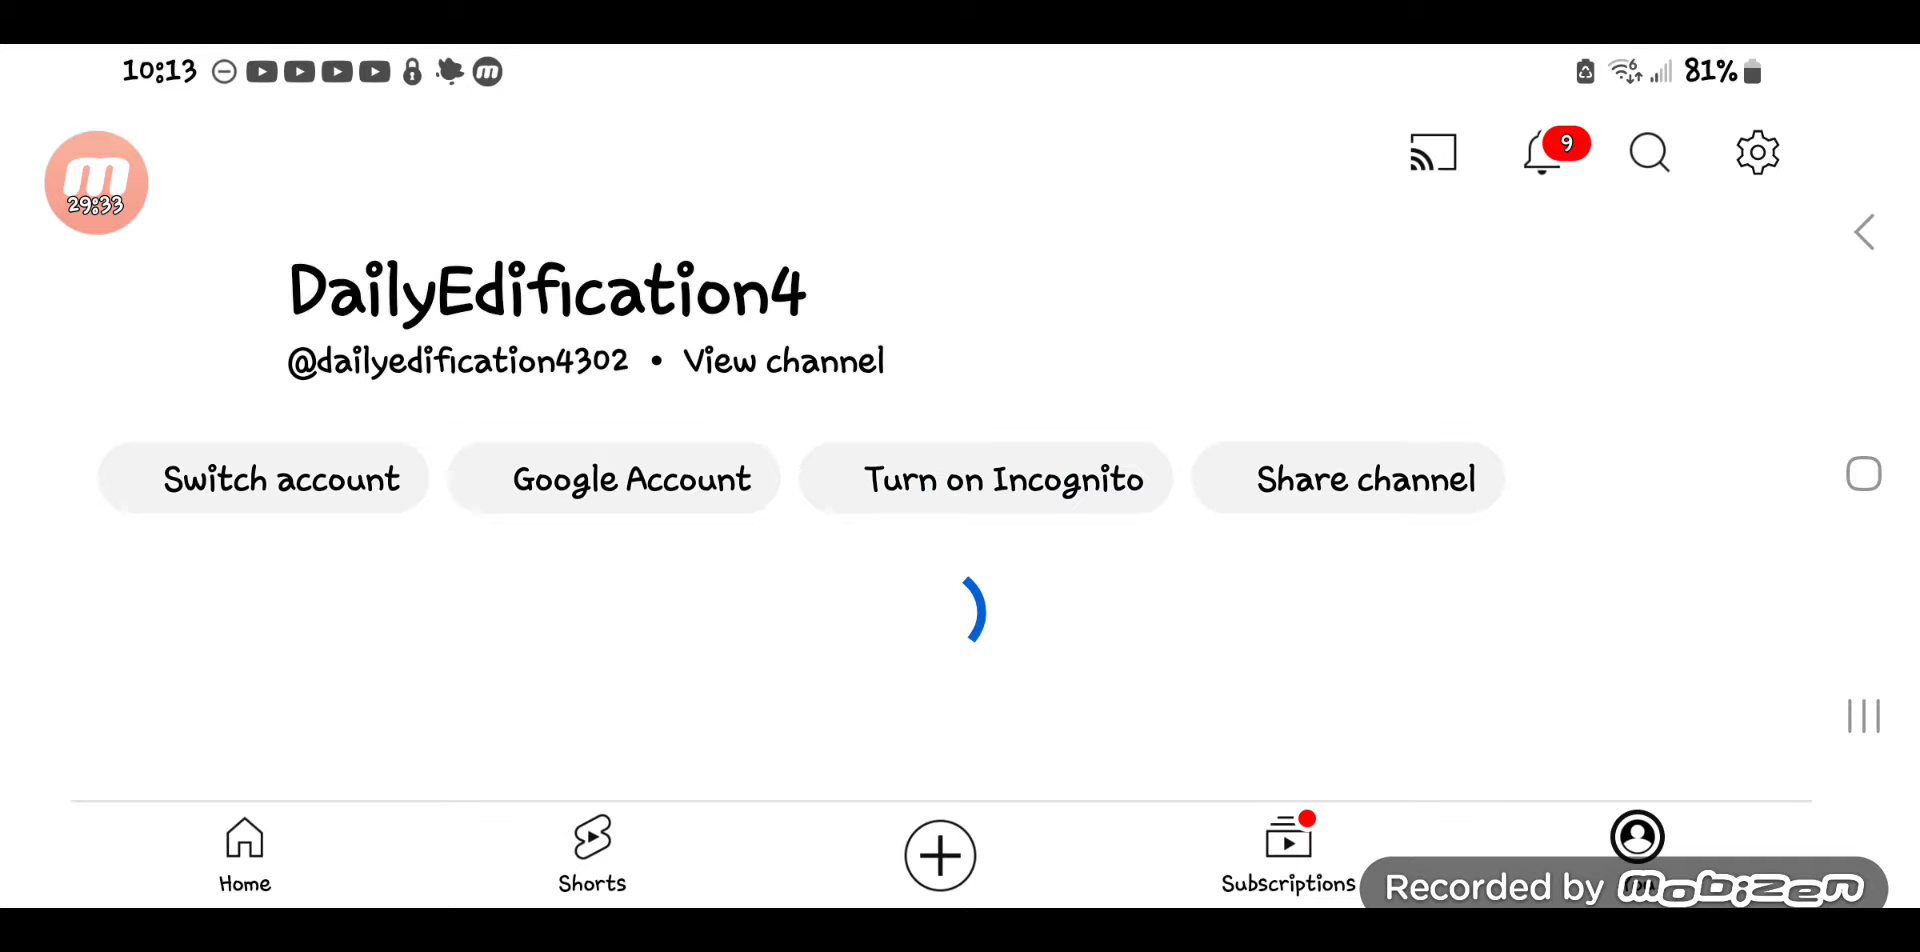 10:13
81%
m
29:33
9
DailyEdification4
@dailyedification4302 • View channel
Switch account
Google Account
Turn on Incognito
Share channel
Home
Shorts
Subscriptions
Recorded by mobizen